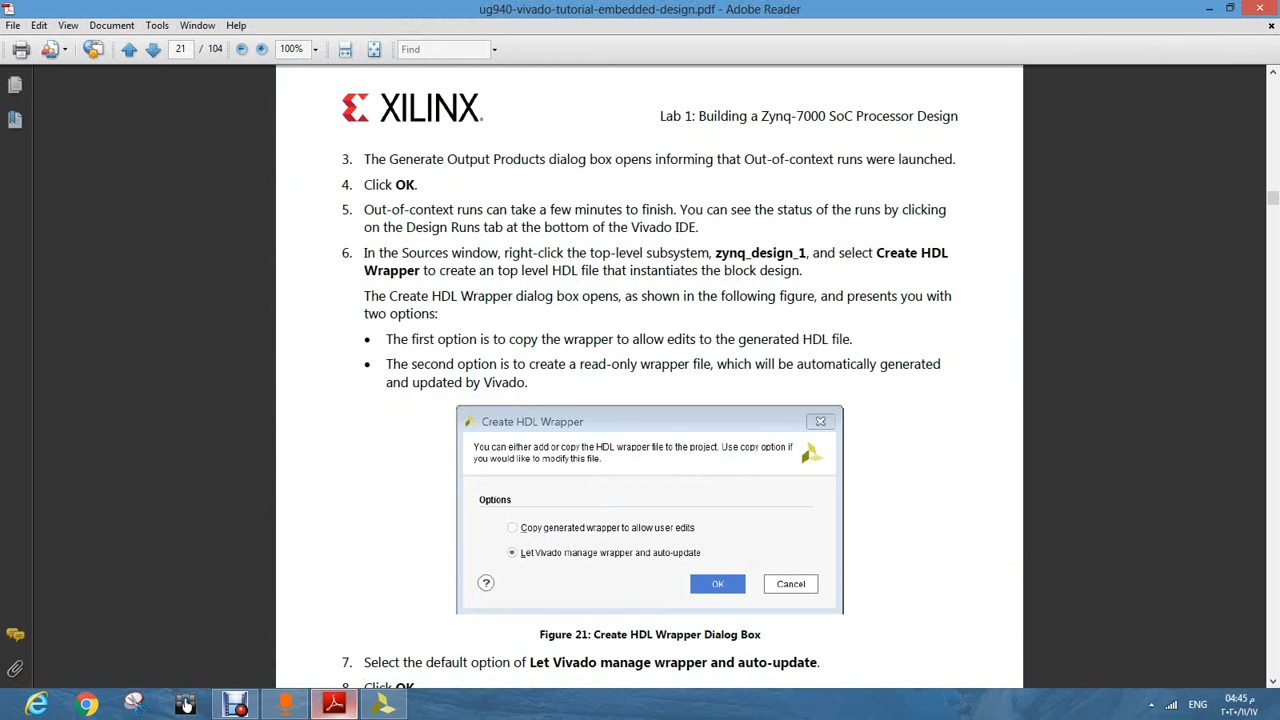 ug940-vivado-tutorial-embedded-design.pdf - Adobe Reader
File Edit View Document Tools Window Help
21 / 104 100% Find
XILINX
Lab 1: Building a Zynq-7000 SoC Processor Design
3. The Generate Output Products dialog box opens informing that Out-of-context runs were launched.
4. Click OK.
5. Out-of-context runs can take a few minutes to finish. You can see the status of the runs by clicking
on the Design Runs tab at the bottom of the Vivado IDE.
6. In the Sources window, right-click the top-level subsystem, zynq_design_1, and select Create HDL
Wrapper to create an top level HDL file that instantiates the block design.
The Create HDL Wrapper dialog box opens, as shown in the following figure, and presents you with
two options:
• The first option is to copy the wrapper to allow edits to the generated HDL file.
• The second option is to create a read-only wrapper file, which will be automatically generated
and updated by Vivado.
Create HDL Wrapper
You can either add or copy the HDL wrapper file to the project. Use copy option if
you would like to modify this file.
Options
Copy generated wrapper to allow user edits
Let Vivado manage wrapper and auto-update
? OK Cancel
Figure 21: Create HDL Wrapper Dialog Box
7. Select the default option of Let Vivado manage wrapper and auto-update.
8. Click OK
ENG
04:45 م